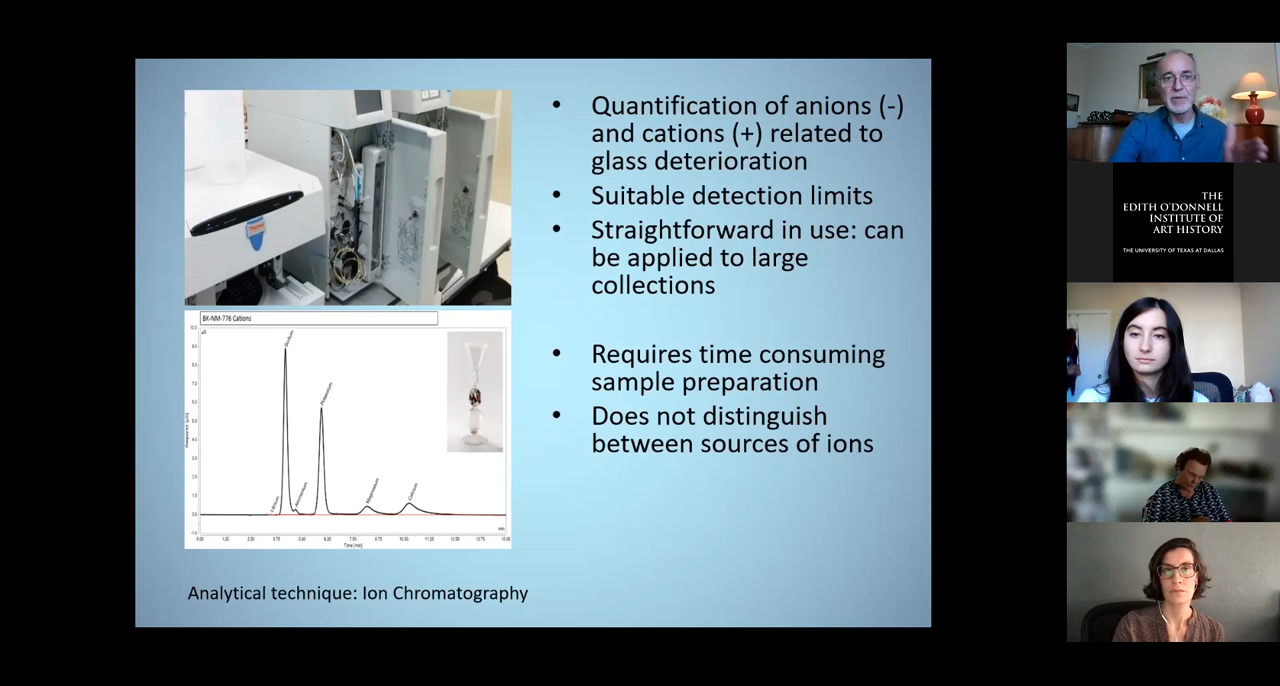 • Quantification of anions (-)
and cations (+) related to
glass deterioration
• Suitable detection limits
• Straightforward in use: can
be applied to large
collections
• Requires time consuming
sample preparation
• Does not distinguish
between sources of ions
BK-NM-776 Cations
Sodium
Potassium
Lithium
Ammonium
Magnesium
Calcium
Time [min]
Analytical technique: Ion Chromatography
THE
EDITH O'DONNELL
INSTITUTE OF
ART HISTORY
THE UNIVERSITY OF TEXAS AT DALLAS